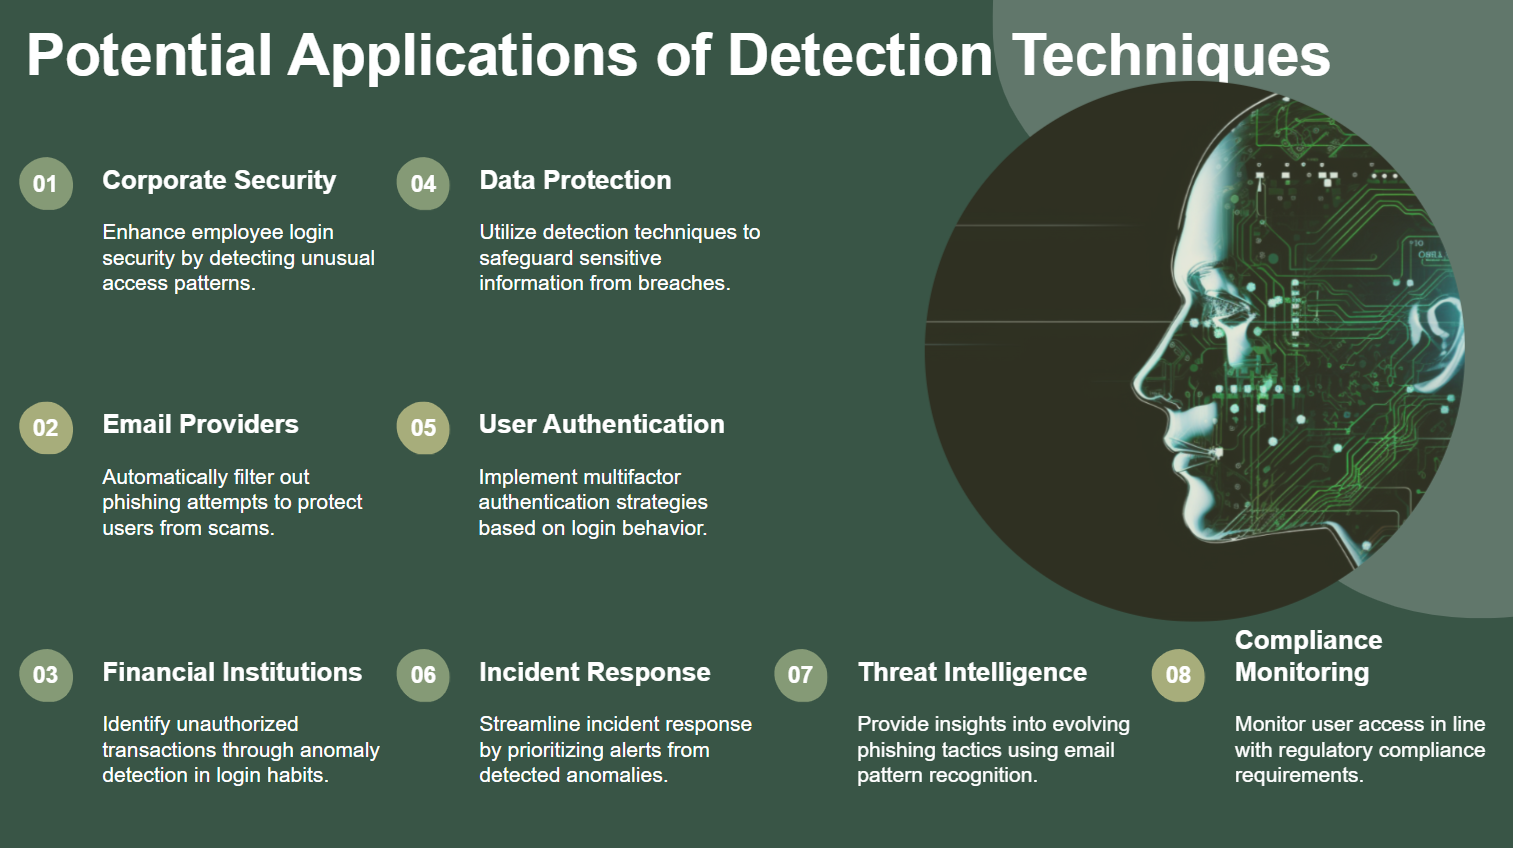 Potential Applications of Detection Techniques
01
Corporate Security
Enhance employee login
security by detecting unusual
access patterns.
02
Email Providers
Automatically filter out
phishing attempts to protect
users from scams.
03
Financial Institutions
Identify unauthorized
transactions through anomaly
detection in login habits.
04
Data Protection
Utilize detection techniques to
safeguard sensitive
information from breaches.
05
User Authentication
Implement multifactor
authentication strategies
based on login behavior.
06
Incident Response
Streamline incident response
by prioritizing alerts from
detected anomalies.
07
Threat Intelligence
Provide insights into evolving
phishing tactics using email
pattern recognition.
08
Compliance
Monitoring
Monitor user access in line
with regulatory compliance
requirements.